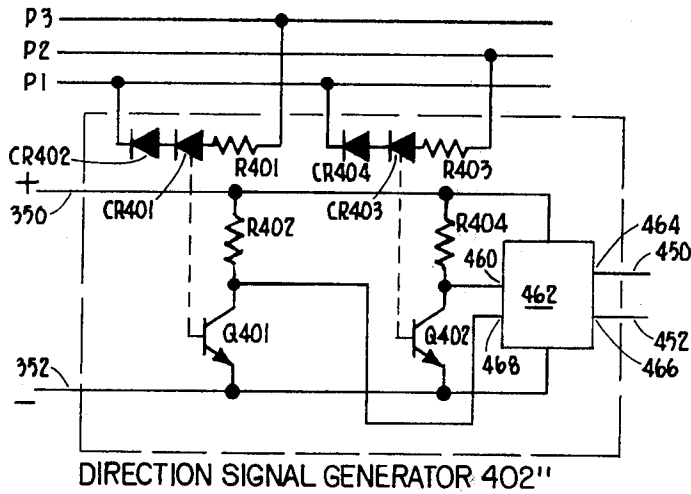 P3
P2
P1
CR402
R401
CR404
R403
+
CR401
CR403
350
R402
R404
464
460
450
462
Q401
Q402
352
468
452
466
−
DIRECTION SIGNAL GENERATOR 402"